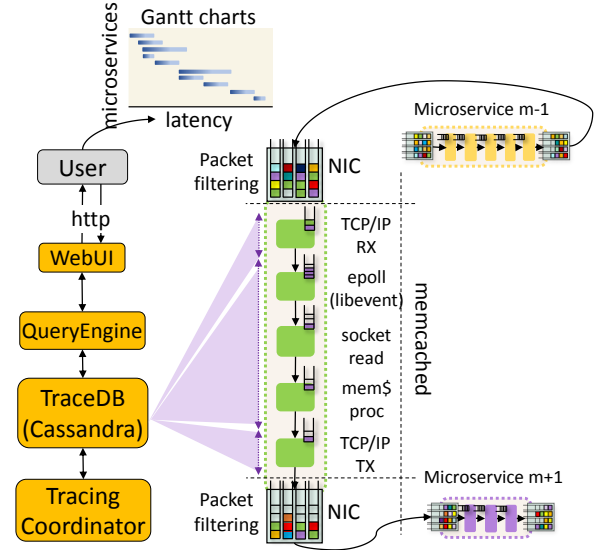 Gantt charts
microservices
latency
User
http
WebUI
QueryEngine
TraceDB
(Cassandra)
Tracing
Coordinator
Packet
filtering
NIC
TCP/IP
RX
epoll
(libevent)
socket
read
mem$
proc
TCP/IP
TX
Packet
filtering
NIC
memcached
Microservice m-1
Microservice m+1